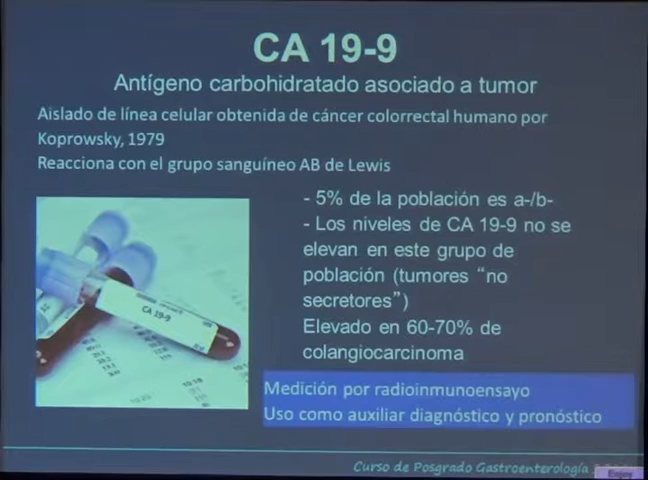 CA 19-9
Antígeno carbohidratado asociado a tumor
Aislado de línea celular obtenida de cáncer colorrectal humano por
Koprowsky, 1979
Reacciona con el grupo sanguíneo AB de Lewis
- 5% de la población es a-/b-
- Los niveles de CA 19-9 no se
elevan en este grupo de
población (tumores “no
secretores”)
Elevado en 60-70% de
colangiocarcinoma
CA 19-9
Medición por radioinmunoensayo
Uso como auxiliar diagnóstico y pronóstico
Curso de Posgrado Gastroenterología